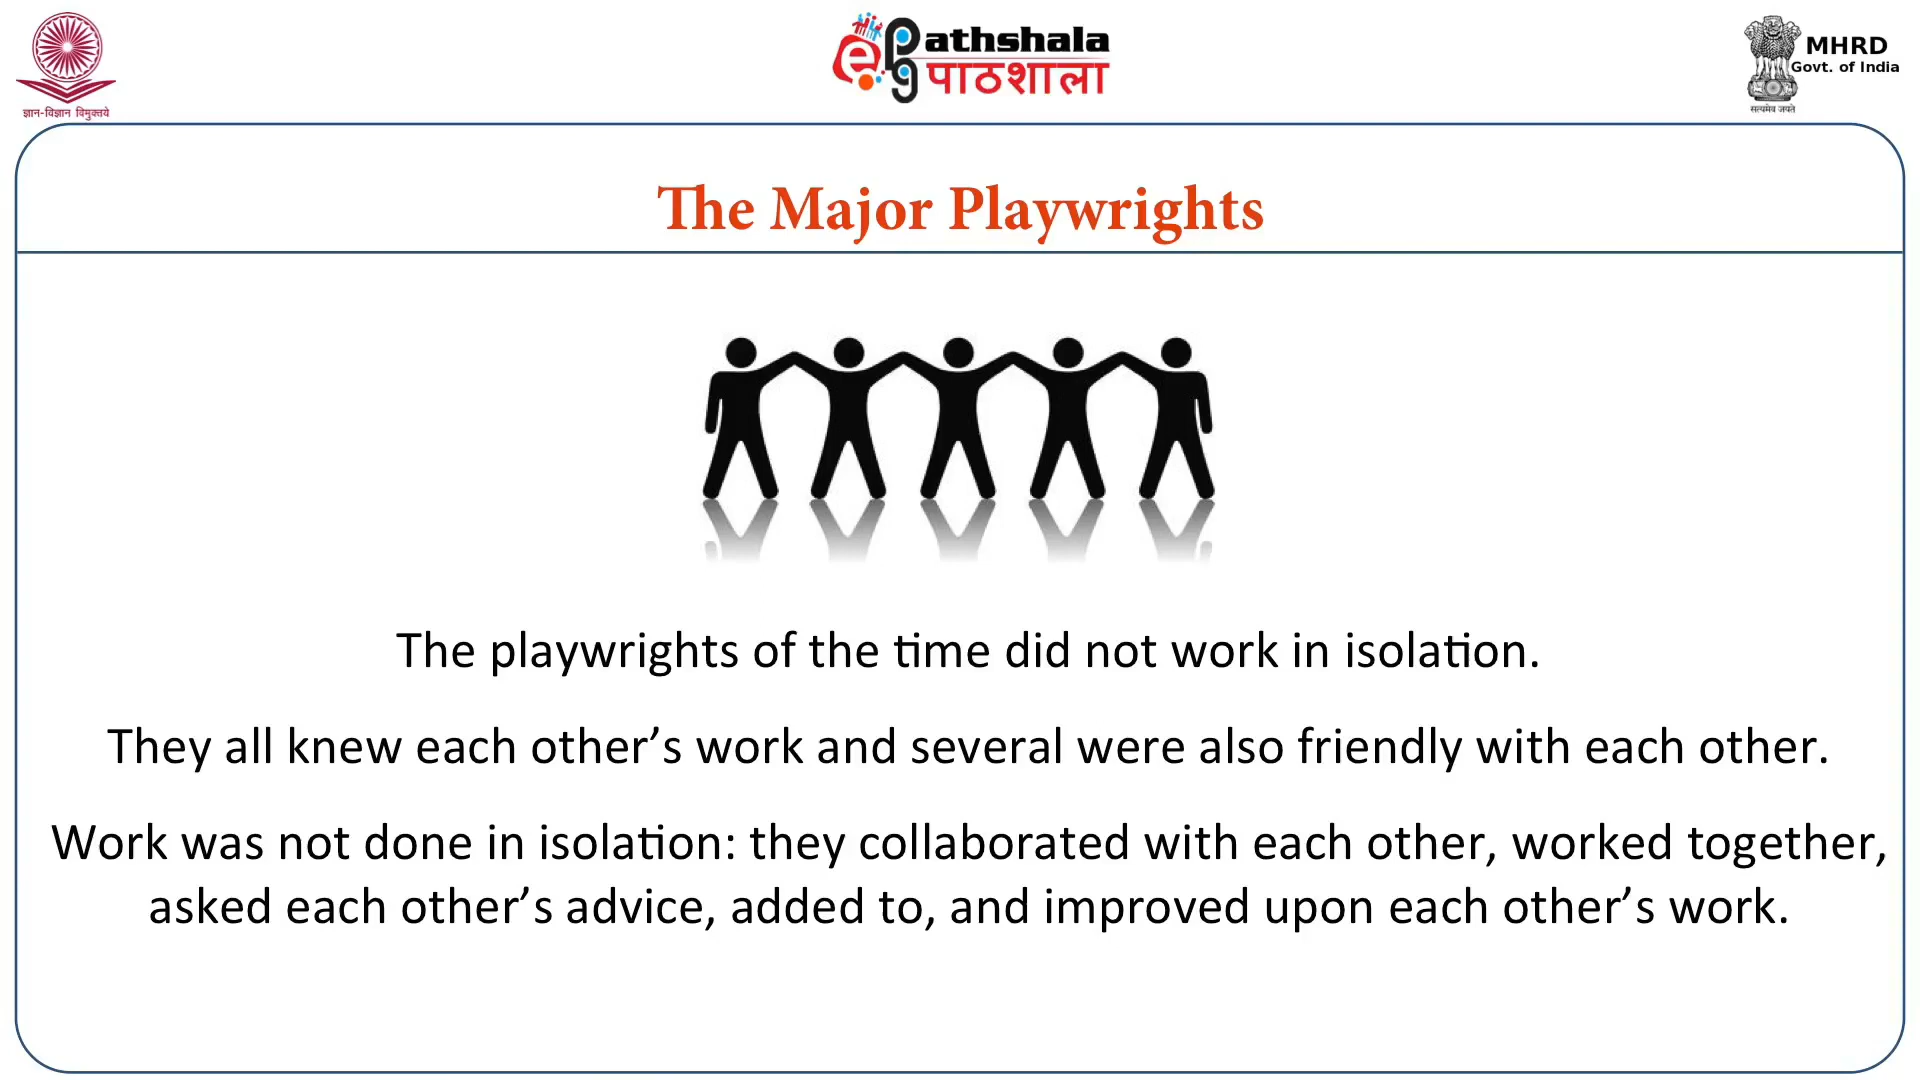 ज्ञान-विज्ञान विमुक्तये
ePathshala
पाठशाला
MHRD
Govt. of India
सत्यमेव जयते
The Major Playwrights
The playwrights of the time did not work in isolation.
They all knew each other’s work and several were also friendly with each other.
Work was not done in isolation: they collaborated with each other, worked together,
asked each other’s advice, added to, and improved upon each other’s work.